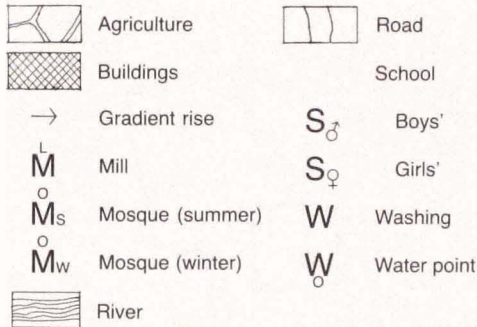 Agriculture
Buildings
→ Gradient rise
L
M Mill
O
Ms Mosque (summer)
O
Mw Mosque (winter)
River
Road
School
S♂ Boys'
S♀ Girls'
W Washing
W Water point
O